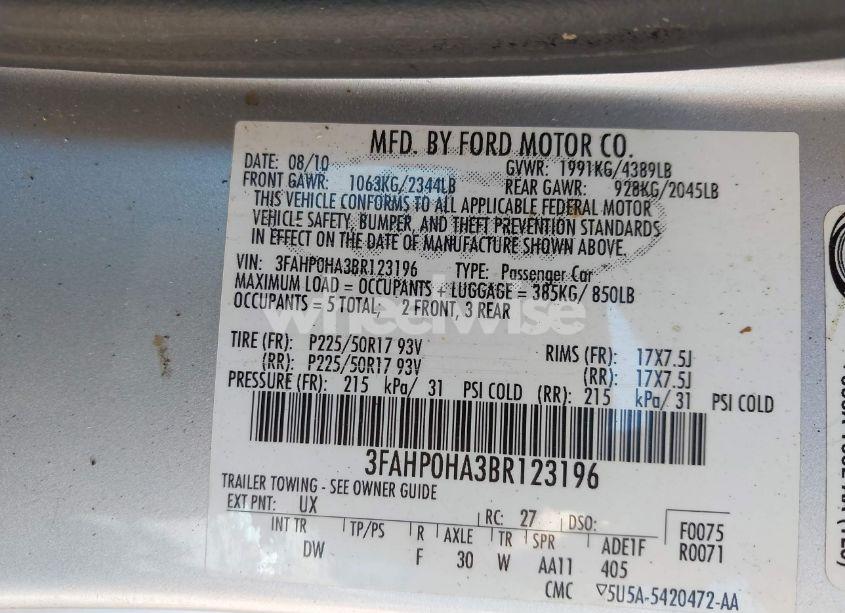 MFD. BY FORD MOTOR CO.
DATE: 08/10 GVWR: 1991KG/4389LB
FRONT GAWR: 1063KG/2344LB REAR GAWR: 928KG/2045LB
THIS VEHICLE CONFORMS TO ALL APPLICABLE FEDERAL MOTOR
VEHICLE SAFETY, BUMPER, AND THEFT PREVENTION STANDARDS
IN EFFECT ON THE DATE OF MANUFACTURE SHOWN ABOVE.
VIN: 3FAHP0HA3BR123196 TYPE: Passenger Car
MAXIMUM LOAD = OCCUPANTS + LUGGAGE = 385KG/ 850LB
OCCUPANTS = 5 TOTAL, 2 FRONT, 3 REAR
wheelwise
TIRE (FR): P225/50R17 93V RIMS (FR): 17X7.5J
(RR): P225/50R17 93V (RR): 17X7.5J
PRESSURE (FR): 215 kPa/ 31 PSI COLD (RR): 215 kPa/ 31 PSI COLD
3FAHP0HA3BR123196
TRAILER TOWING - SEE OWNER GUIDE
EXT PNT: UX RC: 27 DSO: F0075
INT TR TP/PS R AXLE TR SPR ADE1F R0071
DW F 30 W AA11 405
CMC ▽5U5A-5420472-AA